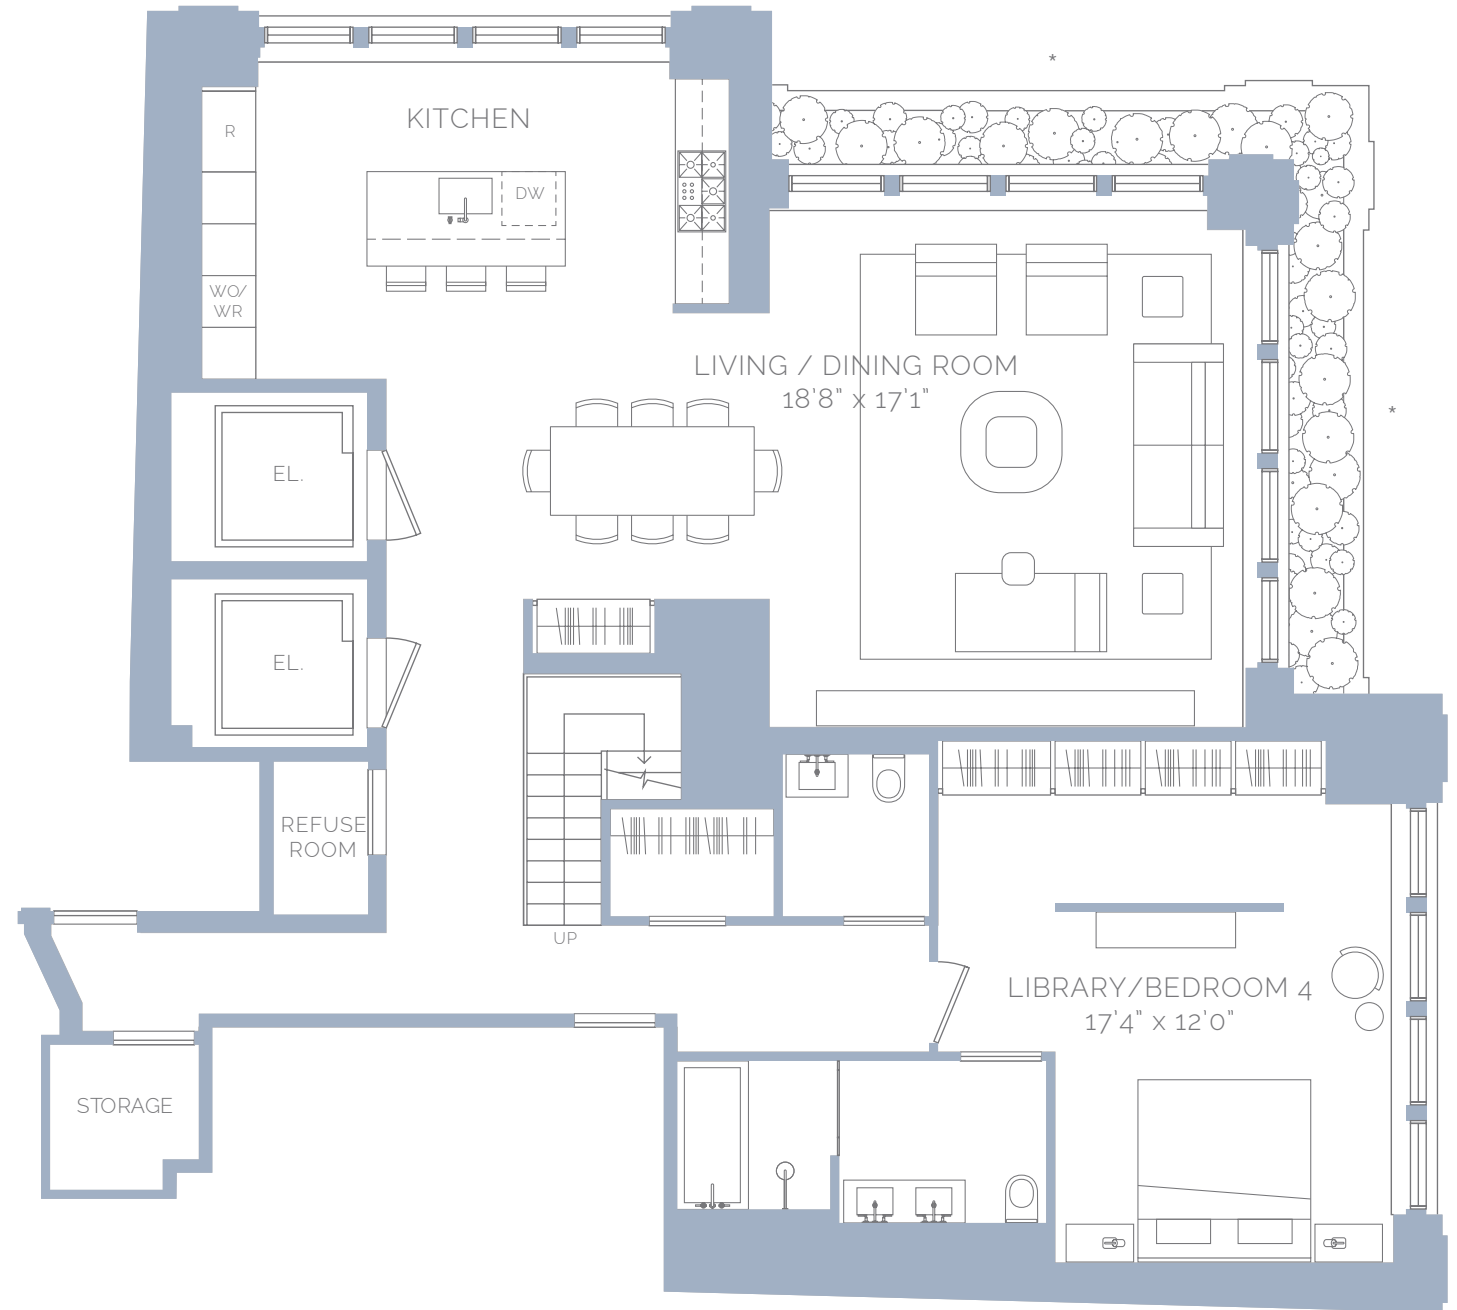 *
KITCHEN
R
DW
WO/
WR
LIVING / DINING ROOM
18'8" x 17'1"
*
EL.
EL.
REFUSE
ROOM
UP
LIBRARY/BEDROOM 4
17'4" x 12'0"
STORAGE